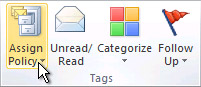 Assign Policy
Unread/ Read
Categorize
Follow Up
Tags